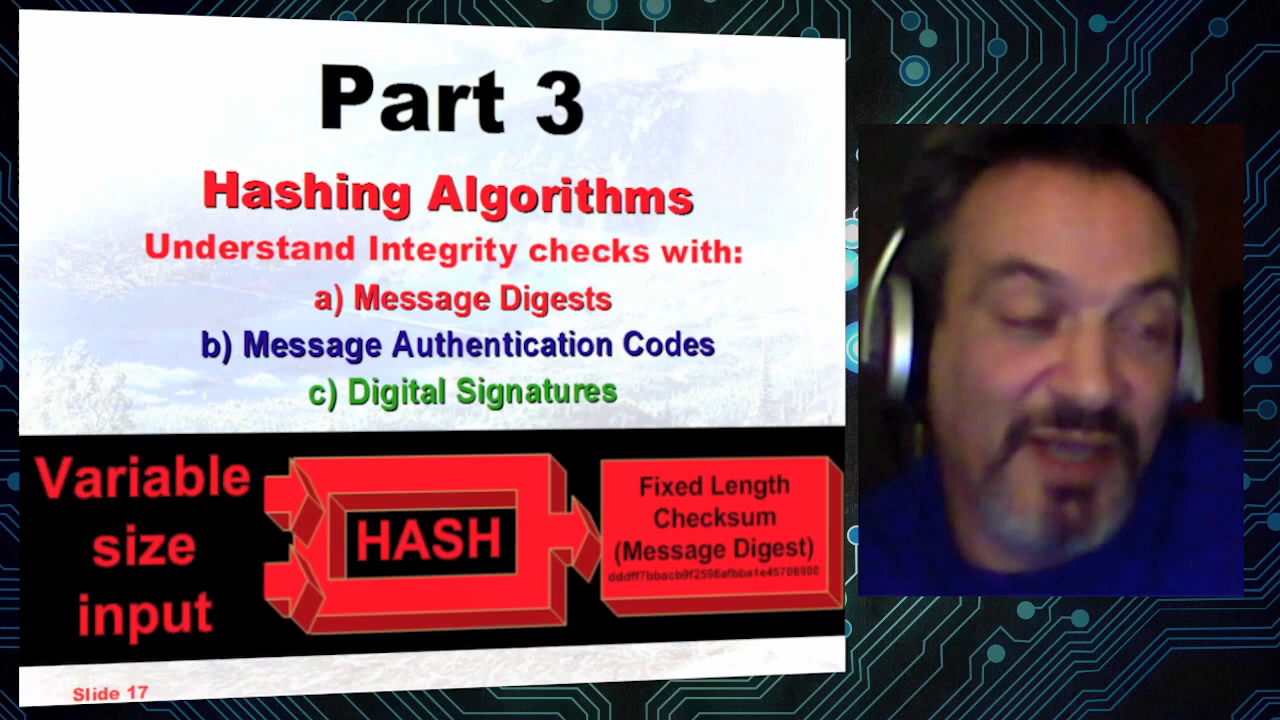 Part 3
Hashing Algorithms
Understand Integrity checks with:
a) Message Digests
b) Message Authentication Codes
c) Digital Signatures
Variable
size
input
HASH
Fixed Length
Checksum
(Message Digest)
Slide 17